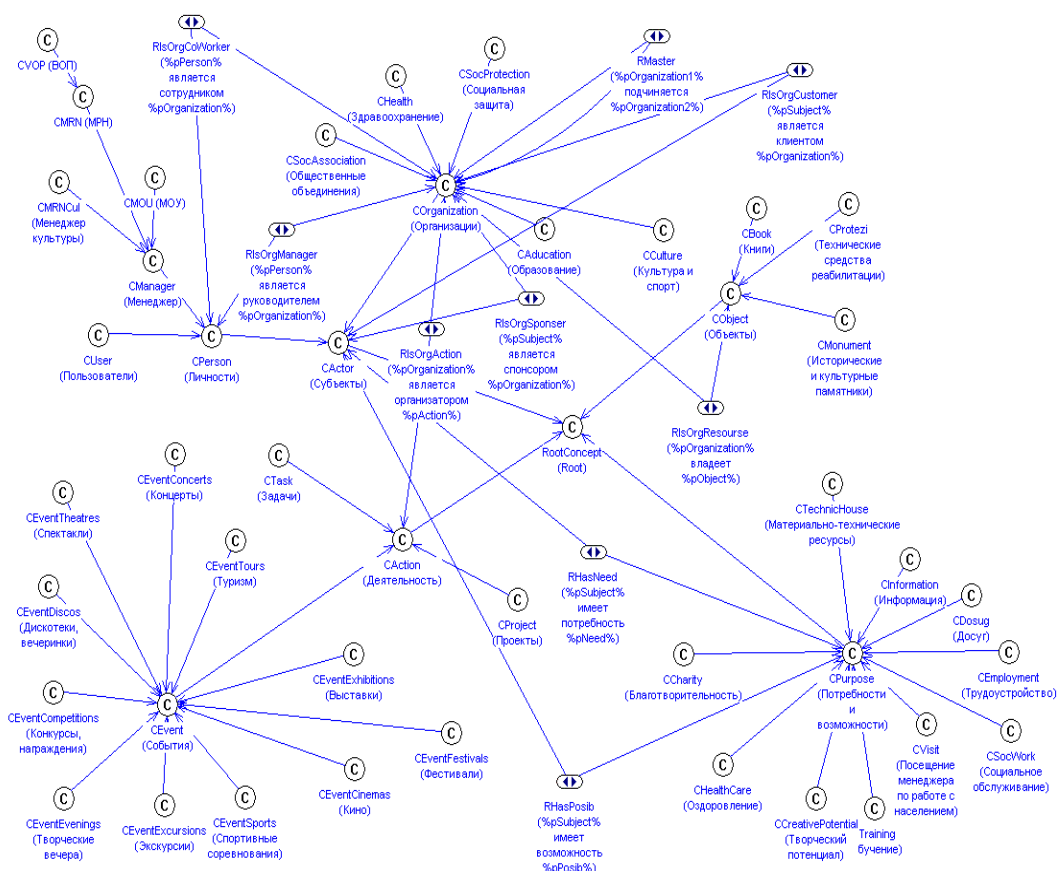 C
CVOP (ВОП)
C
CMRN (МРН)
RIsOrgCoWorker
(%pPerson%
является
сотрудником
%pOrganization%)
C
CHealth
(Здравоохранение)
C
CSocProtection
(Социальная
защита)
RMaster
(%pOrganization1%
подчиняется
%pOrganization2%)
RIsOrgCustomer
(%pSubject%
является
клиентом
%pOrganization%)
C
CSocAssociation
(Общественные
объединения)
C
CMRNCul
(Менеджер
культуры)
C
CMOU (МОУ)
C
COrganization
(Организации)
RIsOrgManager
(%pPerson%
является
руководителем
%pOrganization%)
C
CAducation
(Образование)
C
CCulture
(Культура и
спорт)
C
CBook
(Книги)
C
CProtezi
(Технические
средства
реабилитации)
C
CManager
(Менеджер)
C
CObject
(Объекты)
C
CMonument
(Исторические
и культурные
памятники)
C
CUser
(Пользователи)
C
CPerson
(Личности)
C
CActor
(Субъекты)
RIsOrgAction
(%pOrganization%
является
организатором
%pAction%)
RIsOrgSponser
(%pSubject%
является
спонсором
%pOrganization%)
RIsOrgResourse
(%pOrganization%
владеет
%pObject%)
C
RootConcept
(Root)
C
CEventConcerts
(Концерты)
C
CTask
(Задачи)
C
CEventTheatres
(Спектакли)
C
CEventTours
(Туризм)
C
CAction
(Деятельность)
C
CTechnicHouse
(Материально-технические
ресурсы)
RHasNeed
(%pSubject%
имеет
потребность
%pNeed%)
C
CInformation
(Информация)
C
CEventDiscos
(Дискотеки,
вечеринки)
C
CProject
(Проекты)
C
CDosug
(Досуг)
C
CEventExhibitions
(Выставки)
C
CCharity
(Благотворительность)
C
CPurpose
(Потребности
и
возможности)
C
CEmployment
(Трудоустройство)
C
CEventCompetitions
(Конкурсы,
награждения)
C
CEvent
(События)
C
CEventFestivals
(Фестивали)
C
CVisit
(Посещение
менеджера
по работе с
населением)
C
CSocWork
(Социальное
обслуживание)
C
CEventCinemas
(Кино)
C
CHealthCare
(Оздоровление)
RHasPosib
(%pSubject%
имеет
возможность
%pPosib%)
C
CEventEvenings
(Творческие
вечера)
C
CEventExcursions
(Экскурсии)
C
CEventSports
(Спортивные
соревнования)
C
CCreativePotential
(Творческий
потенциал)
C
Training
бучение)